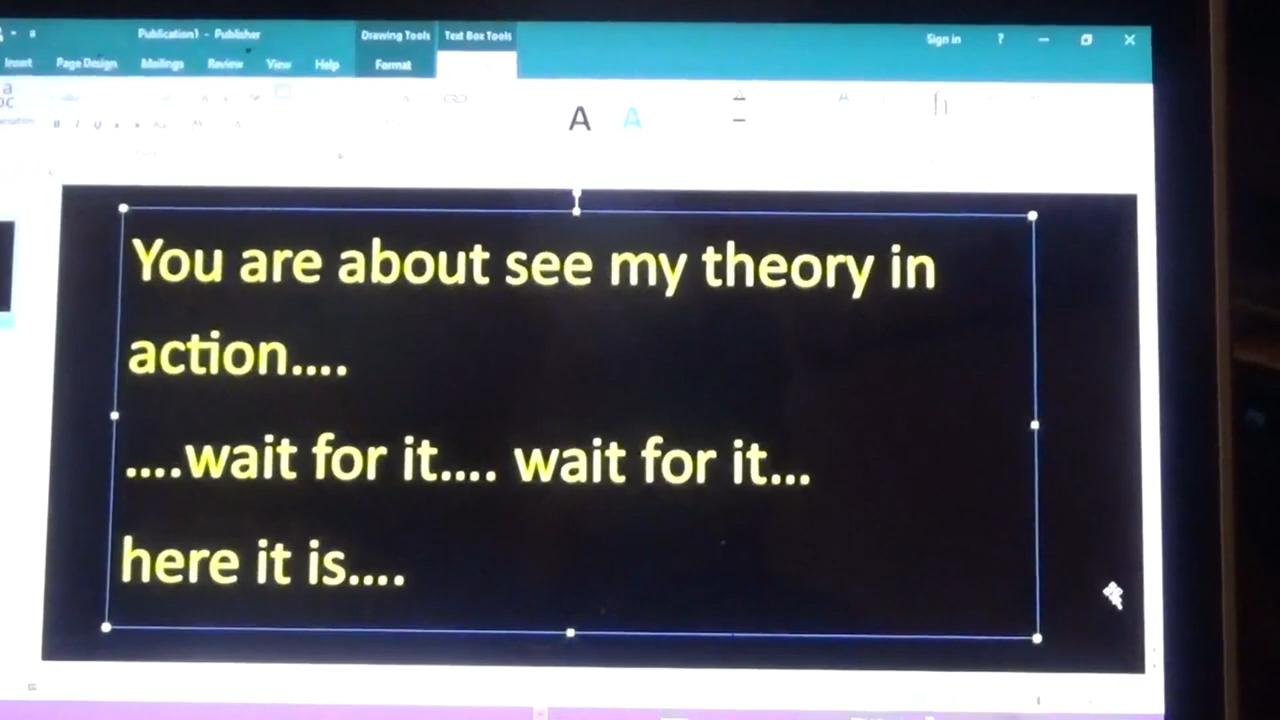 Publication1 - Publisher
Drawing Tools
Text Box Tools
Sign in
?
Insert
Page Design
Mailings
Review
View
Help
Format
A
A
You are about see my theory in
action....
....wait for it.... wait for it...
here it is....